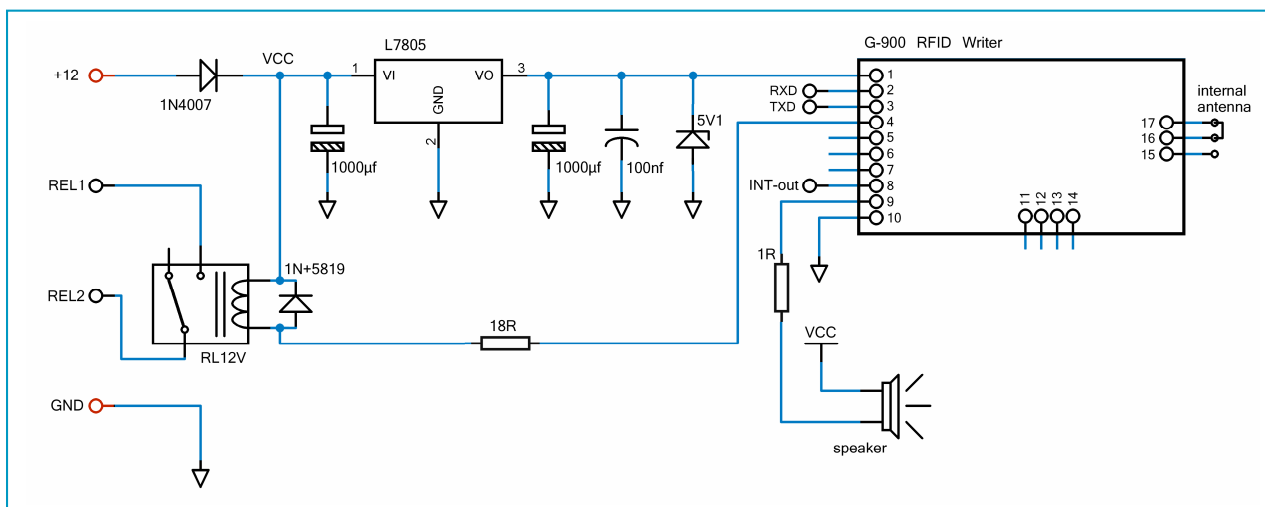 L7805
G-900 RFID Writer
VCC
+12
1
VI
VO
3
GND
2
1N4007
1000µf
1000µf
100nf
5V1
RXD
TXD
INT-out
1
2
3
4
5
6
7
8
9
10
11
12
13
14
17
16
15
internal
antenna
REL1
REL2
1N+5819
RL12V
18R
1R
VCC
GND
speaker